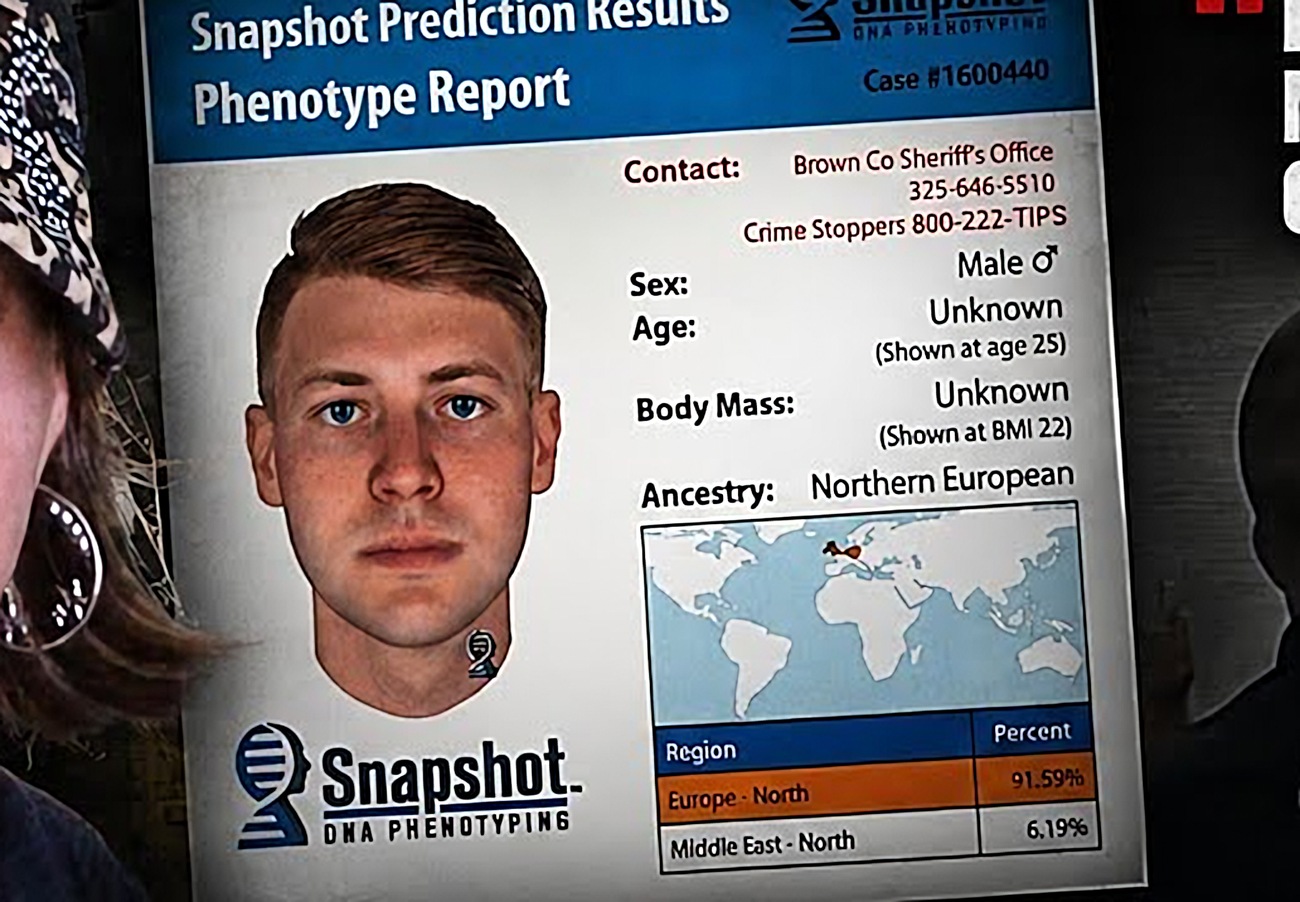 Snapshot Prediction Results
Phenotype Report
Snapshot
DNA PHENOTYPING
Case #1600440
Contact: Brown Co Sheriff's Office
325-646-5510
Crime Stoppers 800-222-TIPS
Sex: Male ♂
Age: Unknown
(Shown at age 25)
Body Mass: Unknown
(Shown at BMI 22)
Ancestry: Northern European
Region Percent
Europe - North 91.59%
Middle East - North 6.19%
Snapshot
DNA PHENOTYPING